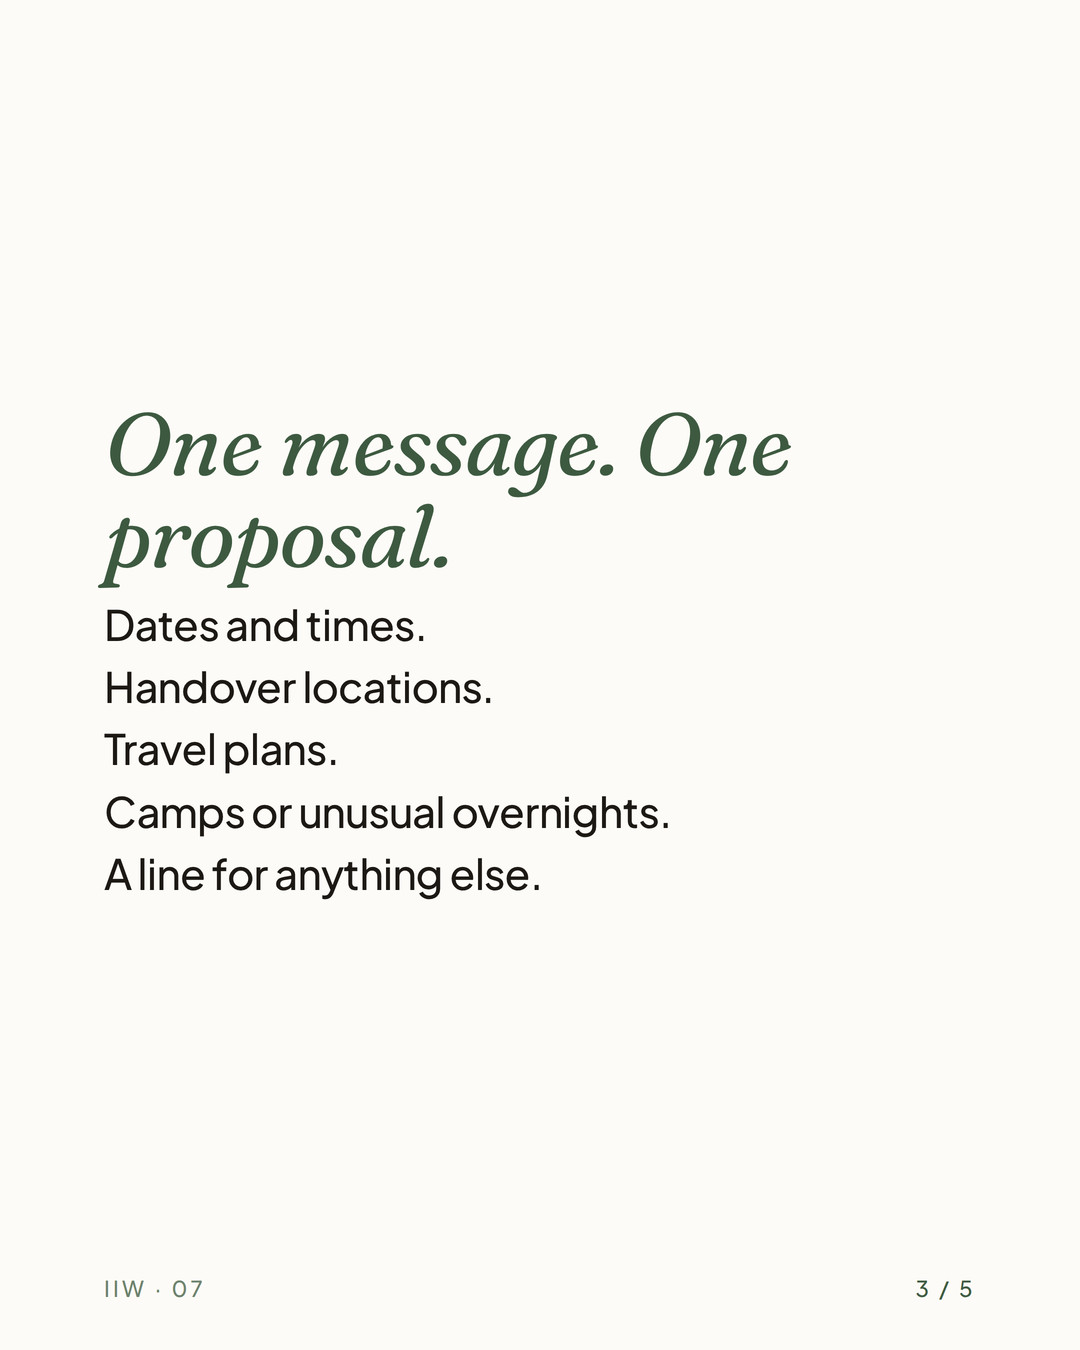 One message. One
proposal.
Dates and times.
Handover locations.
Travel plans.
Camps or unusual overnights.
A line for anything else.
IIW · 07
3 / 5